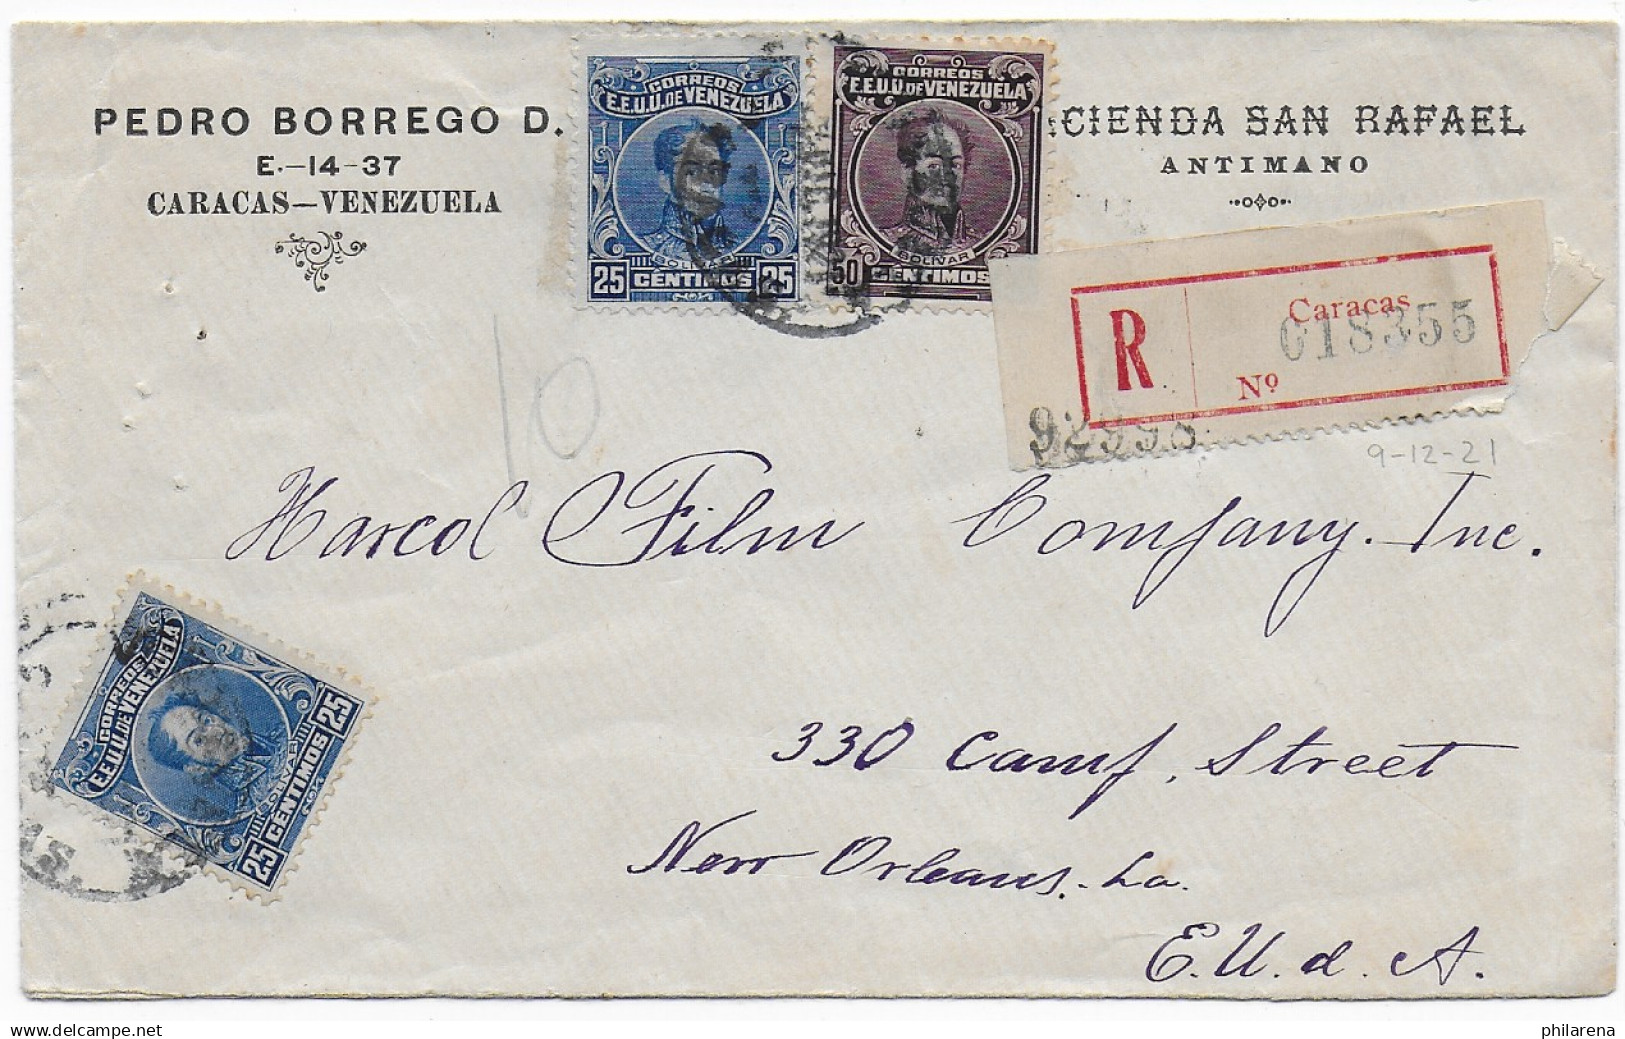 PEDRO BORREGO D.
E.-14-37
CARACAS—VENEZUELA
CORREOS
E.E.U.U. DE VENEZUELA
BOLIVAR
25 CENTIMOS 25
CORREOS
E.E.U.U. DE VENEZUELA
BOLIVAR
50 CENTIMOS
CIENDA SAN RAFAEL
ANTIMANO
R
Caracas
018355
Nº
9-12-21
10
Marcol Film Company. Inc.
CORREOS
E.E.U.U. DE VENEZUELA
BOLIVAR
25 CENTIMOS 25
330 Camp. Street
New Orleans. La.
E.U.d.A.
philarena